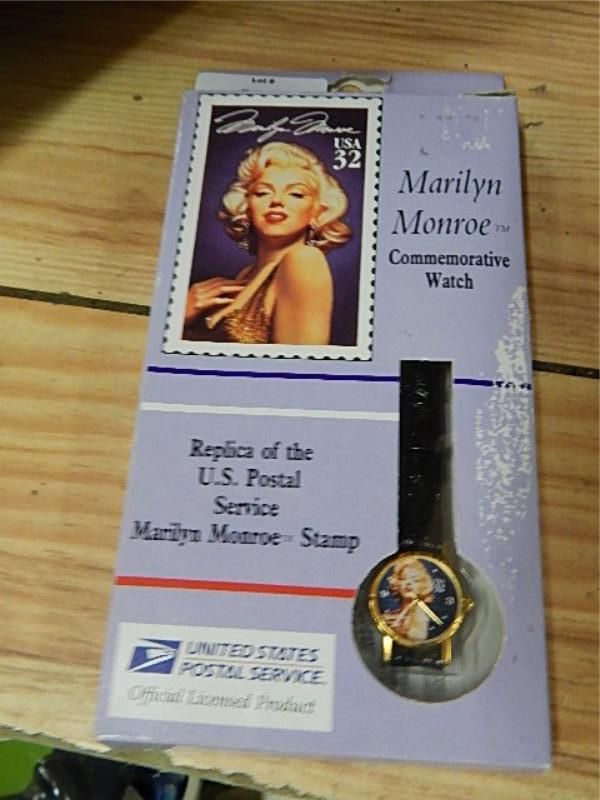 Lot #
Marilyn Monroe
USA
32
Marilyn
Monroe™
Commemorative
Watch
Replica of the
U.S. Postal
Service
Marilyn Monroe™ Stamp
UNITED STATES
POSTAL SERVICE
Official Licensed Product